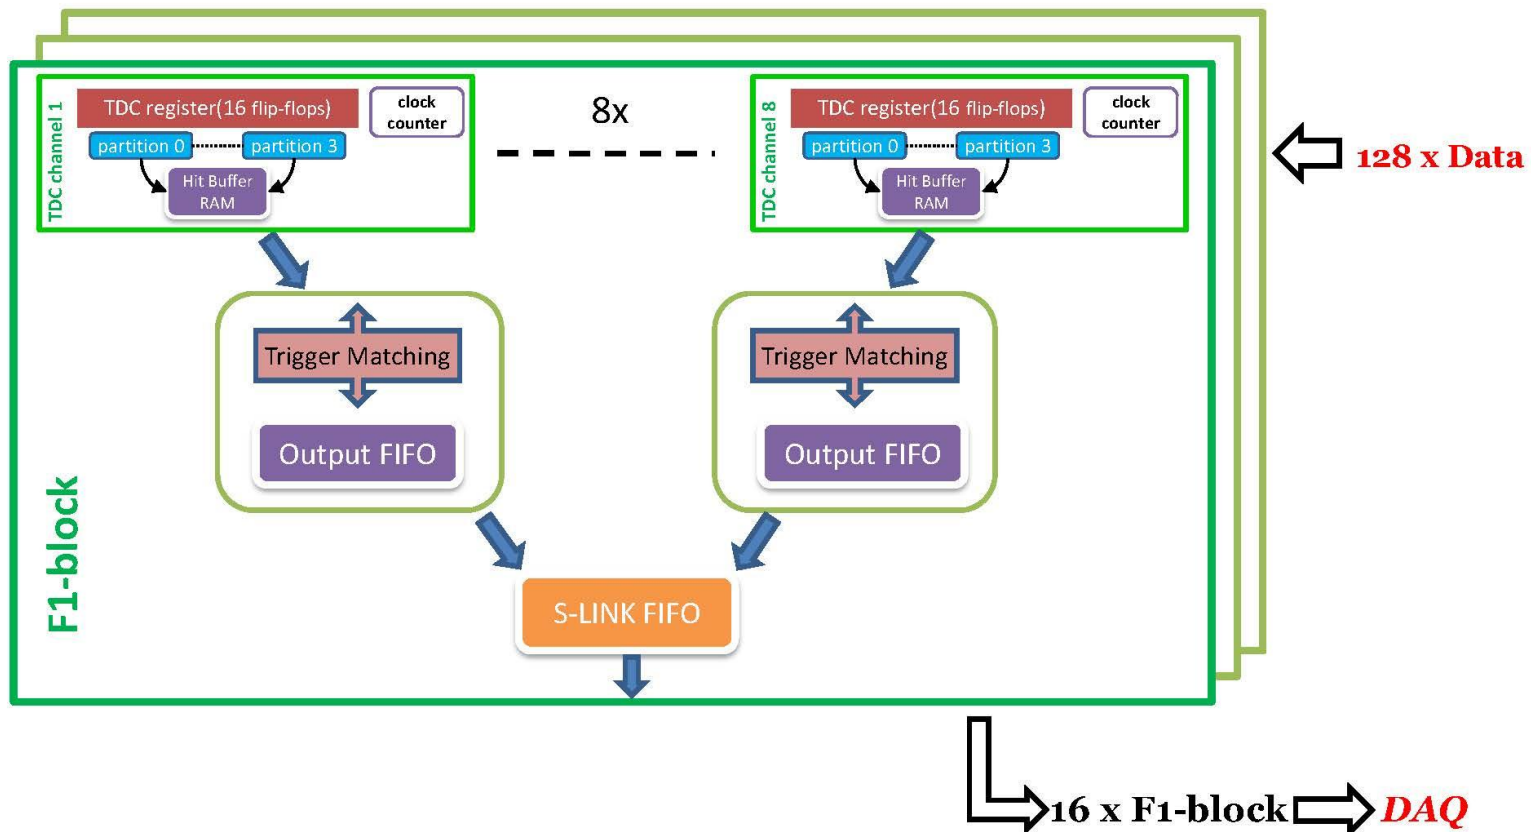 TDC channel 1
TDC register(16 flip-flops)
clock
counter
partition 0
partition 3
Hit Buffer
RAM
8x
TDC channel 8
TDC register(16 flip-flops)
clock
counter
partition 0
partition 3
Hit Buffer
RAM
128 x Data
Trigger Matching
Output FIFO
Trigger Matching
Output FIFO
F1-block
S-LINK FIFO
16 x F1-block
DAQ